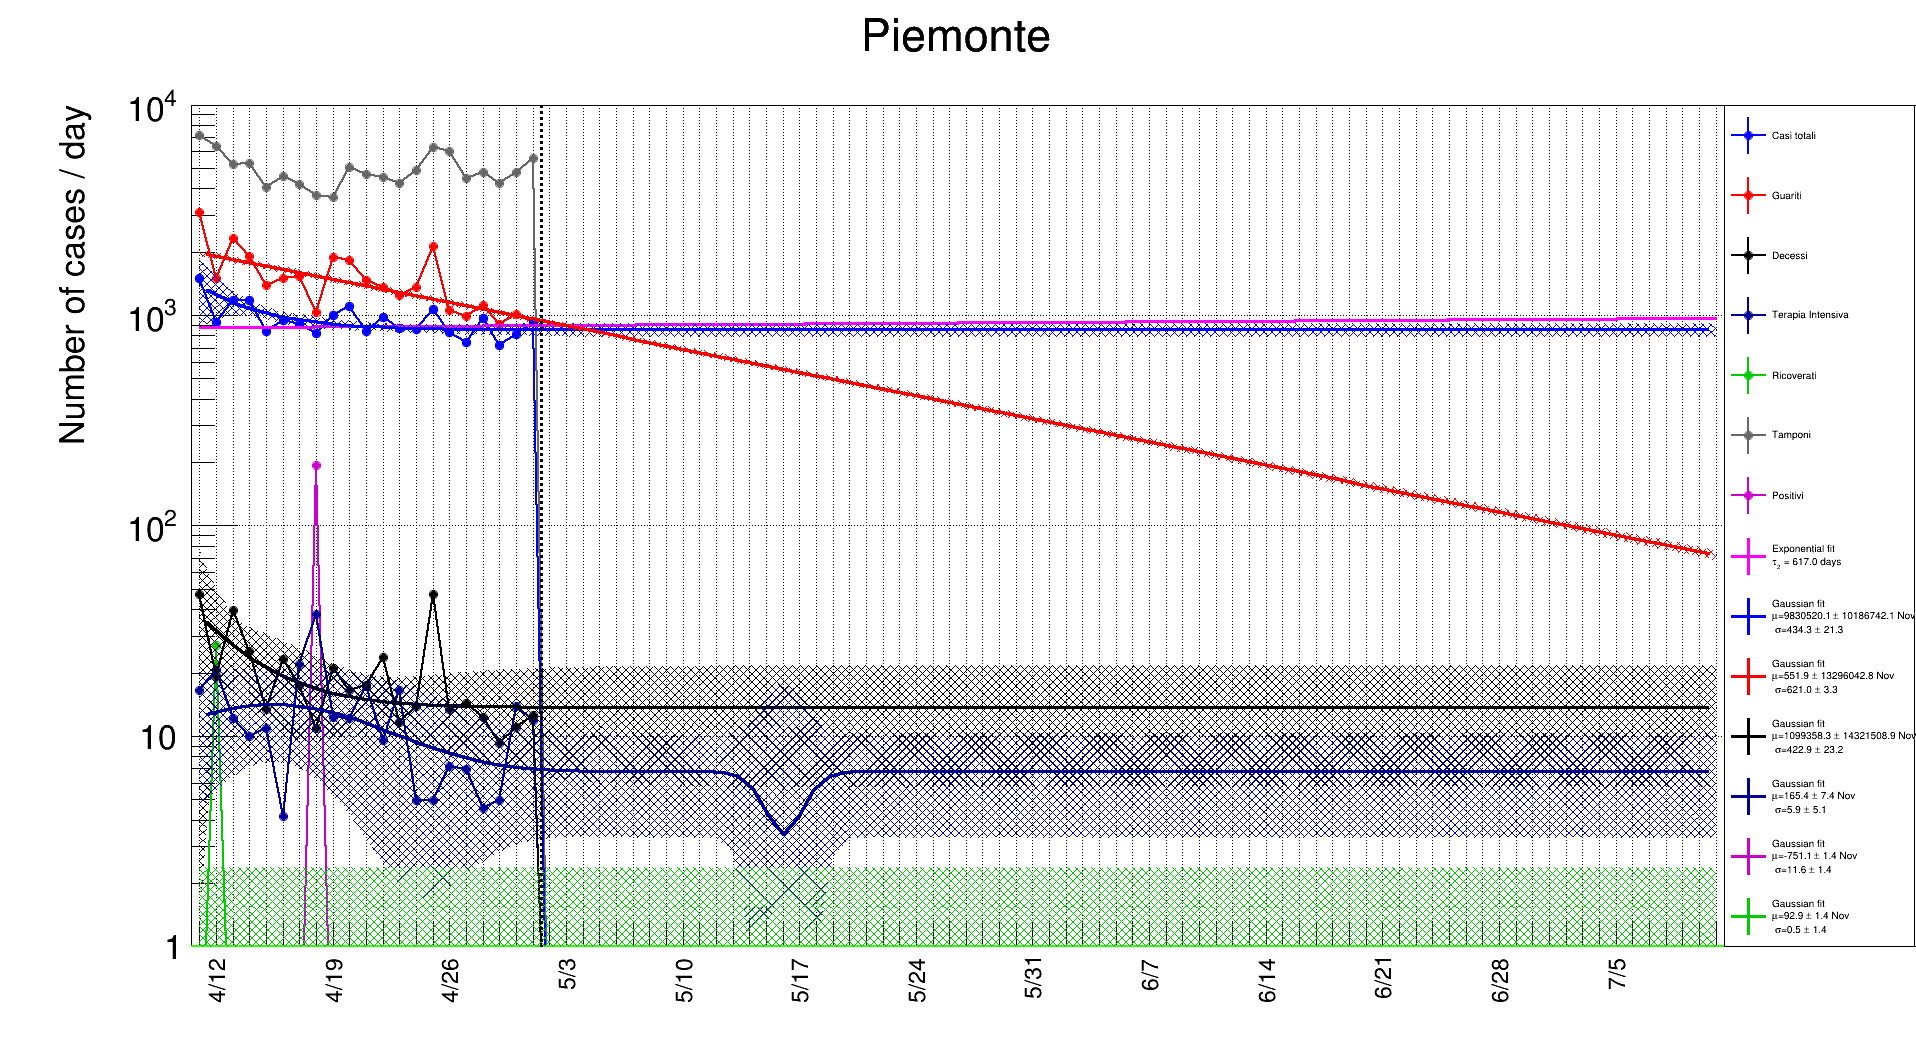 Piemonte
Number of cases / day
10⁴
10³
10²
10
1
4/12
4/19
4/26
5/3
5/10
5/17
5/24
5/31
6/7
6/14
6/21
6/28
7/5
Casi totali
Guariti
Decessi
Terapia Intensiva
Ricoverati
Tamponi
Positivi
Exponential fit
τ₂ = 617.0 days
Gaussian fit
μ=9830520.1 ± 10186742.1 Nov
σ=434.3 ± 21.3
Gaussian fit
μ=551.9 ± 13296042.8 Nov
σ=621.0 ± 3.3
Gaussian fit
μ=1099358.3 ± 14321508.9 Nov
σ=422.9 ± 23.2
Gaussian fit
μ=165.4 ± 7.4 Nov
σ=5.9 ± 5.1
Gaussian fit
μ=-751.1 ± 1.4 Nov
σ=11.6 ± 1.4
Gaussian fit
μ=92.9 ± 1.4 Nov
σ=0.5 ± 1.4